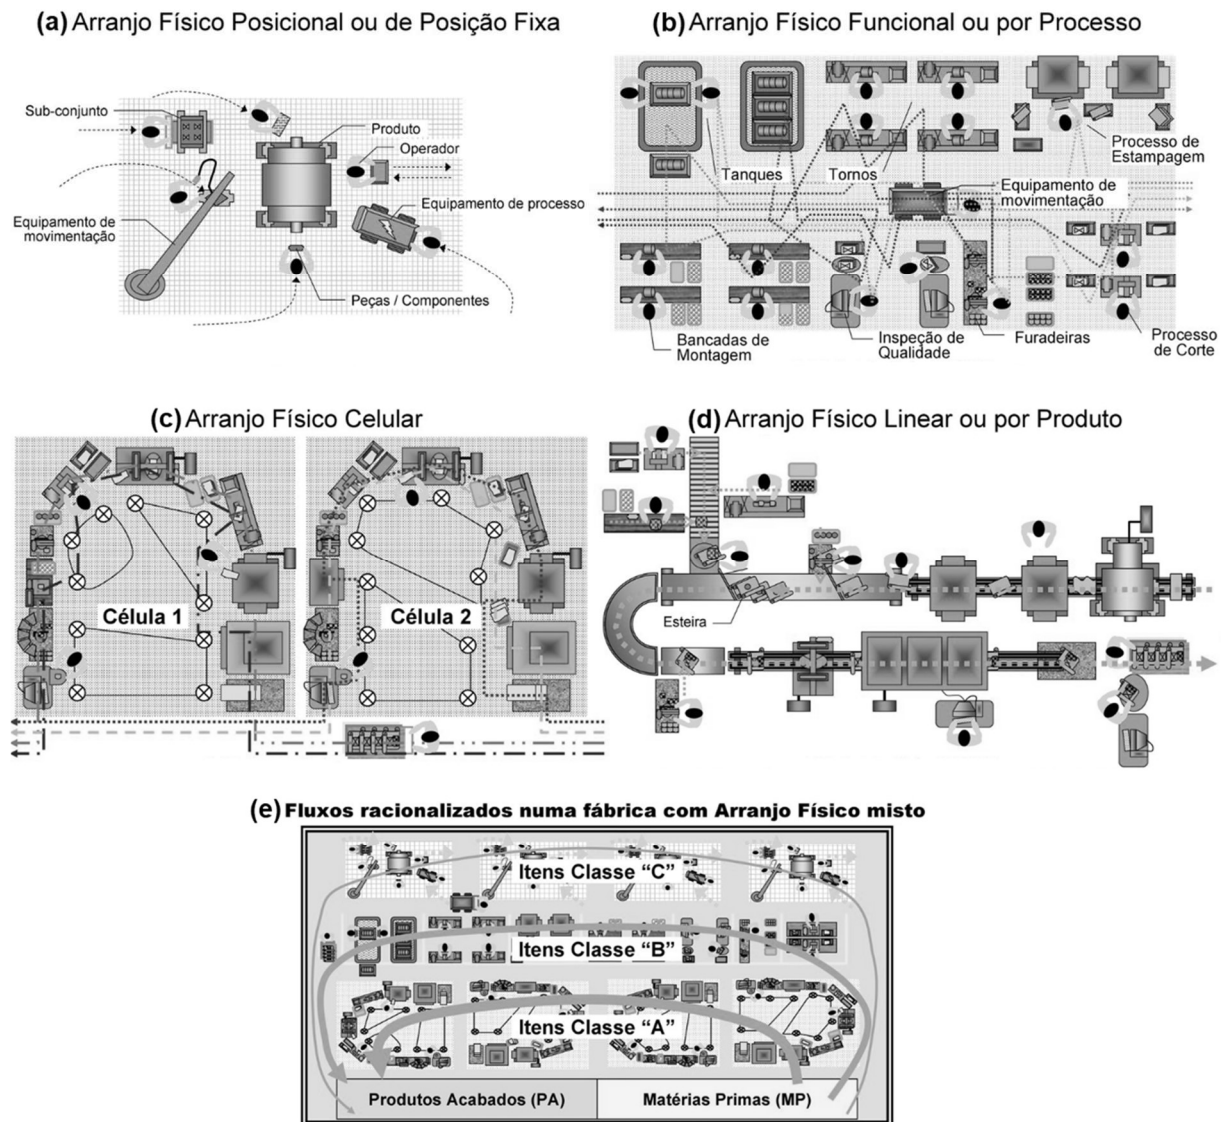 (a) Arranjo Físico Posicional ou de Posição Fixa
Sub-conjunto
Produto
Operador
Equipamento de processo
Equipamento de
movimentação
Peças / Componentes
(b) Arranjo Físico Funcional ou por Processo
Tanques
Tornos
Processo de
Estampagem
Equipamento de
movimentação
Bancadas de
Montagem
Inspeção de
Qualidade
Furadeiras
Processo
de Corte
(c) Arranjo Físico Celular
Célula 1
Célula 2
(d) Arranjo Físico Linear ou por Produto
Esteira
(e) Fluxos racionalizados numa fábrica com Arranjo Físico misto
Itens Classe “C”
Itens Classe “B”
Itens Classe “A”
Produtos Acabados (PA)
Matérias Primas (MP)